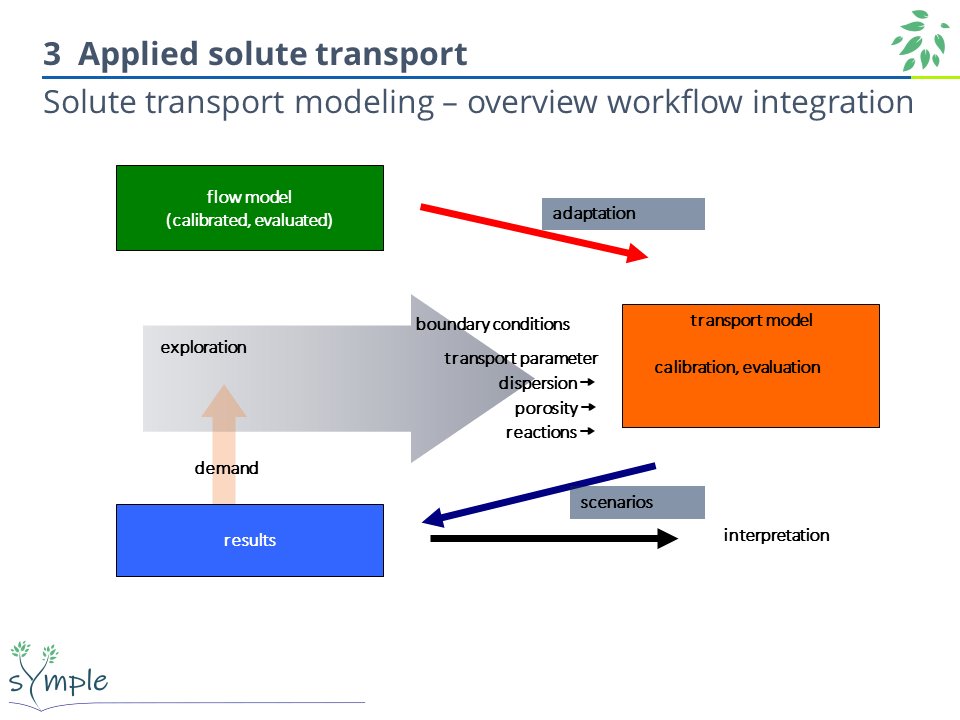 3 Applied solute transport
Solute transport modeling – overview workflow integration
flow model
(calibrated, evaluated)
adaptation
boundary conditions
transport model
exploration
transport parameter
calibration, evaluation
dispersion →
porosity →
reactions →
demand
scenarios
results
interpretation
sYmple